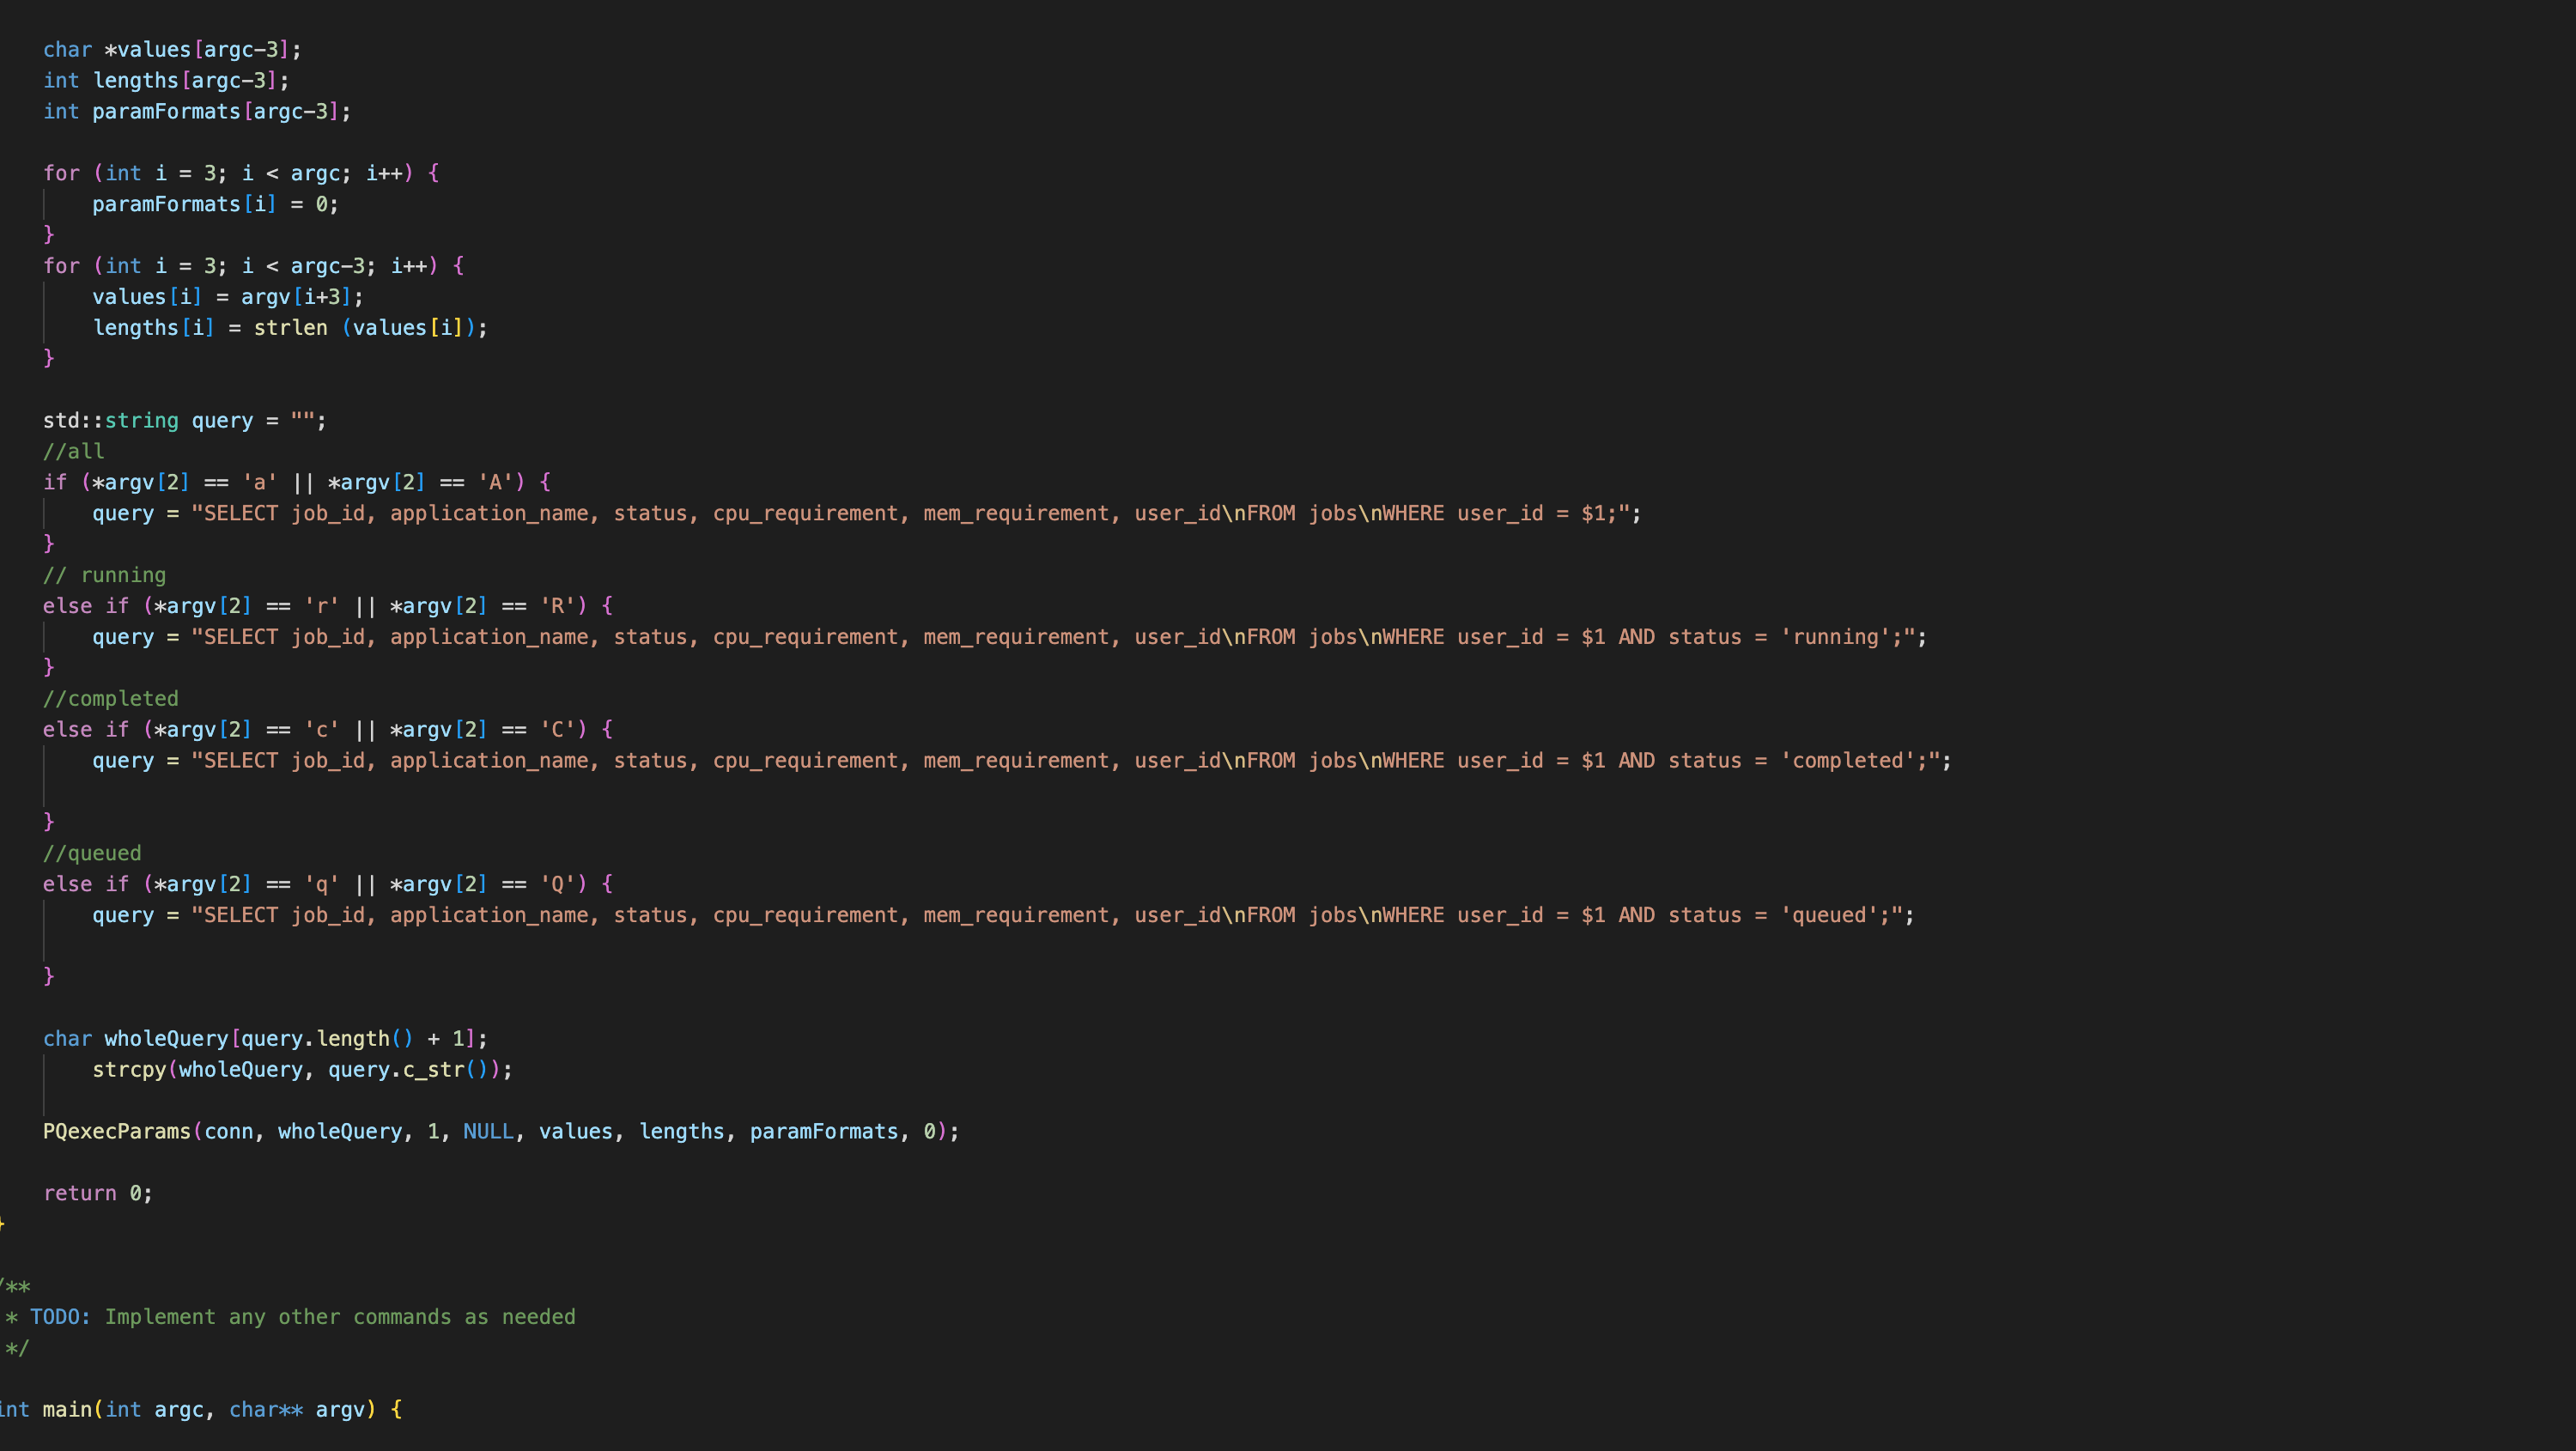 char *values[argc-3];
int lengths[argc-3];
int paramFormats[argc-3];
for (int i = 3; i < argc; i++) {
paramFormats[i] = 0;
}
for (int i = 3; i < argc-3; i++) {
values[i] = argv[i+3];
lengths[i] = strlen (values[i]);
}
std::string query = "";
//all
if (*argv[2] == 'a' || *argv[2] == 'A') {
query = "SELECT job_id, application_name, status, cpu_requirement, mem_requirement, user_id\nFROM jobs\nWHERE user_id = $1;";
}
// running
else if (*argv[2] == 'r' || *argv[2] == 'R') {
query = "SELECT job_id, application_name, status, cpu_requirement, mem_requirement, user_id\nFROM jobs\nWHERE user_id = $1 AND status = 'running';";
}
//completed
else if (*argv[2] == 'c' || *argv[2] == 'C') {
query = "SELECT job_id, application_name, status, cpu_requirement, mem_requirement, user_id\nFROM jobs\nWHERE user_id = $1 AND status = 'completed';";
}
//queued
else if (*argv[2] == 'q' || *argv[2] == 'Q') {
query = "SELECT job_id, application_name, status, cpu_requirement, mem_requirement, user_id\nFROM jobs\nWHERE user_id = $1 AND status = 'queued';";
}
char wholeQuery[query.length() + 1];
strcpy(wholeQuery, query.c_str());
PQexecParams(conn, wholeQuery, 1, NULL, values, lengths, paramFormats, 0);
return 0;
}
/**
* TODO: Implement any other commands as needed
*/
int main(int argc, char** argv) {